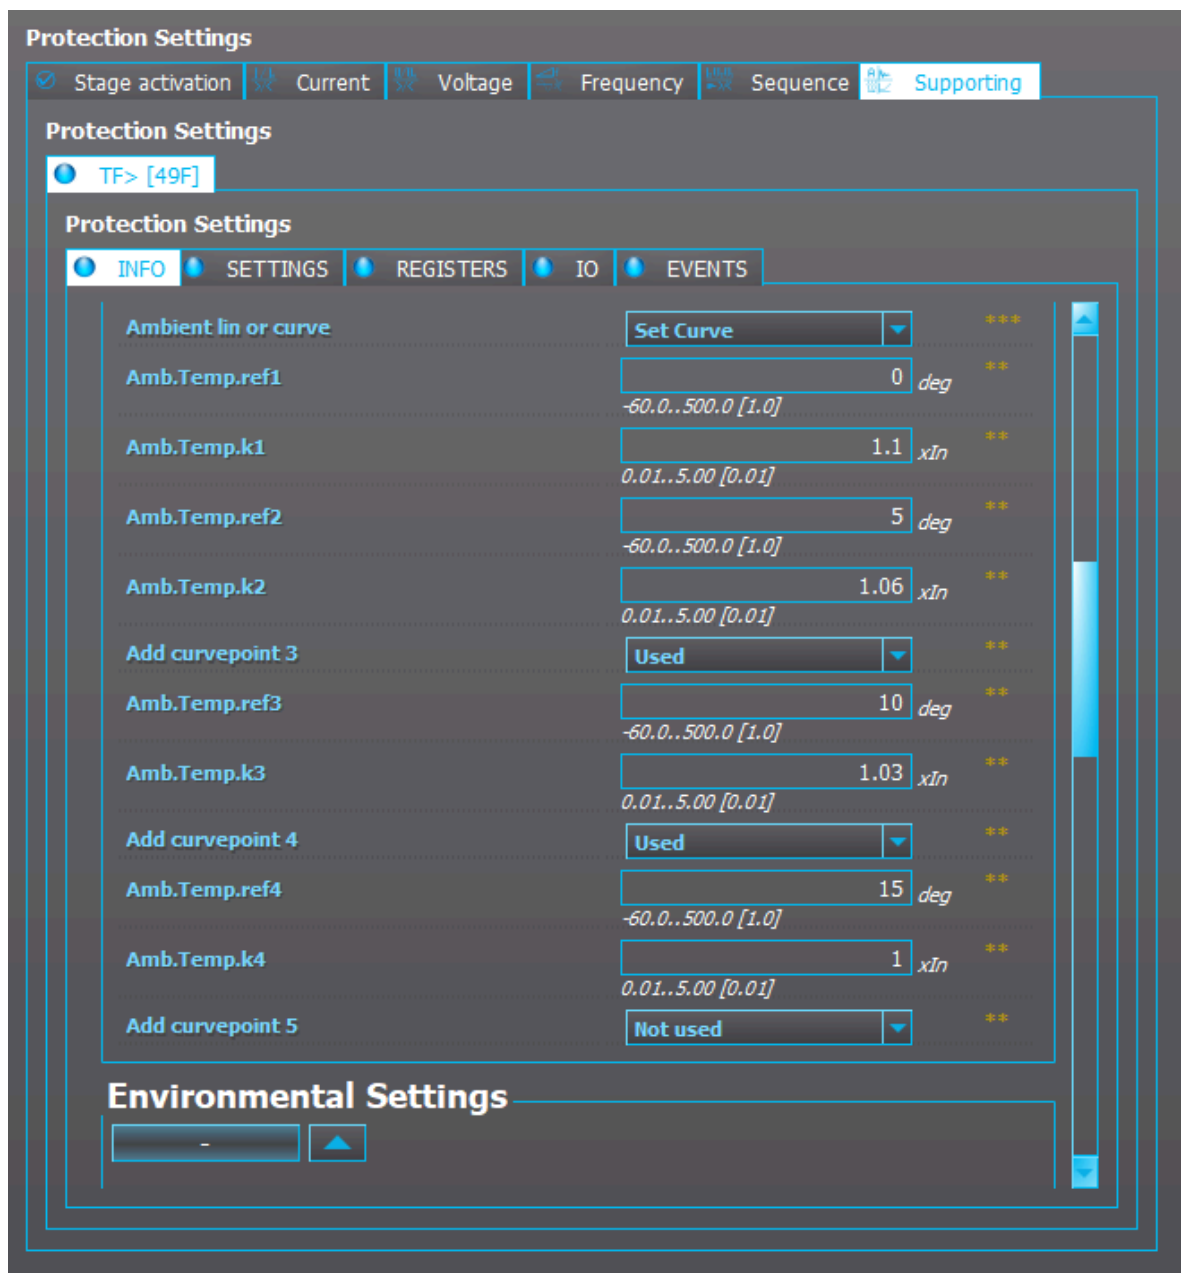 Protection Settings
Stage activation Current Voltage Frequency Sequence Supporting
Protection Settings
TF> [49F]
Protection Settings
INFO SETTINGS REGISTERS IO EVENTS
Ambient lin or curve Set Curve ***
Amb.Temp.ref1 0 deg **
-60.0..500.0 [1.0]
Amb.Temp.k1 1.1 xIn **
0.01..5.00 [0.01]
Amb.Temp.ref2 5 deg **
-60.0..500.0 [1.0]
Amb.Temp.k2 1.06 xIn **
0.01..5.00 [0.01]
Add curvepoint 3 Used **
Amb.Temp.ref3 10 deg **
-60.0..500.0 [1.0]
Amb.Temp.k3 1.03 xIn **
0.01..5.00 [0.01]
Add curvepoint 4 Used **
Amb.Temp.ref4 15 deg **
-60.0..500.0 [1.0]
Amb.Temp.k4 1 xIn **
0.01..5.00 [0.01]
Add curvepoint 5 Not used **
Environmental Settings
-